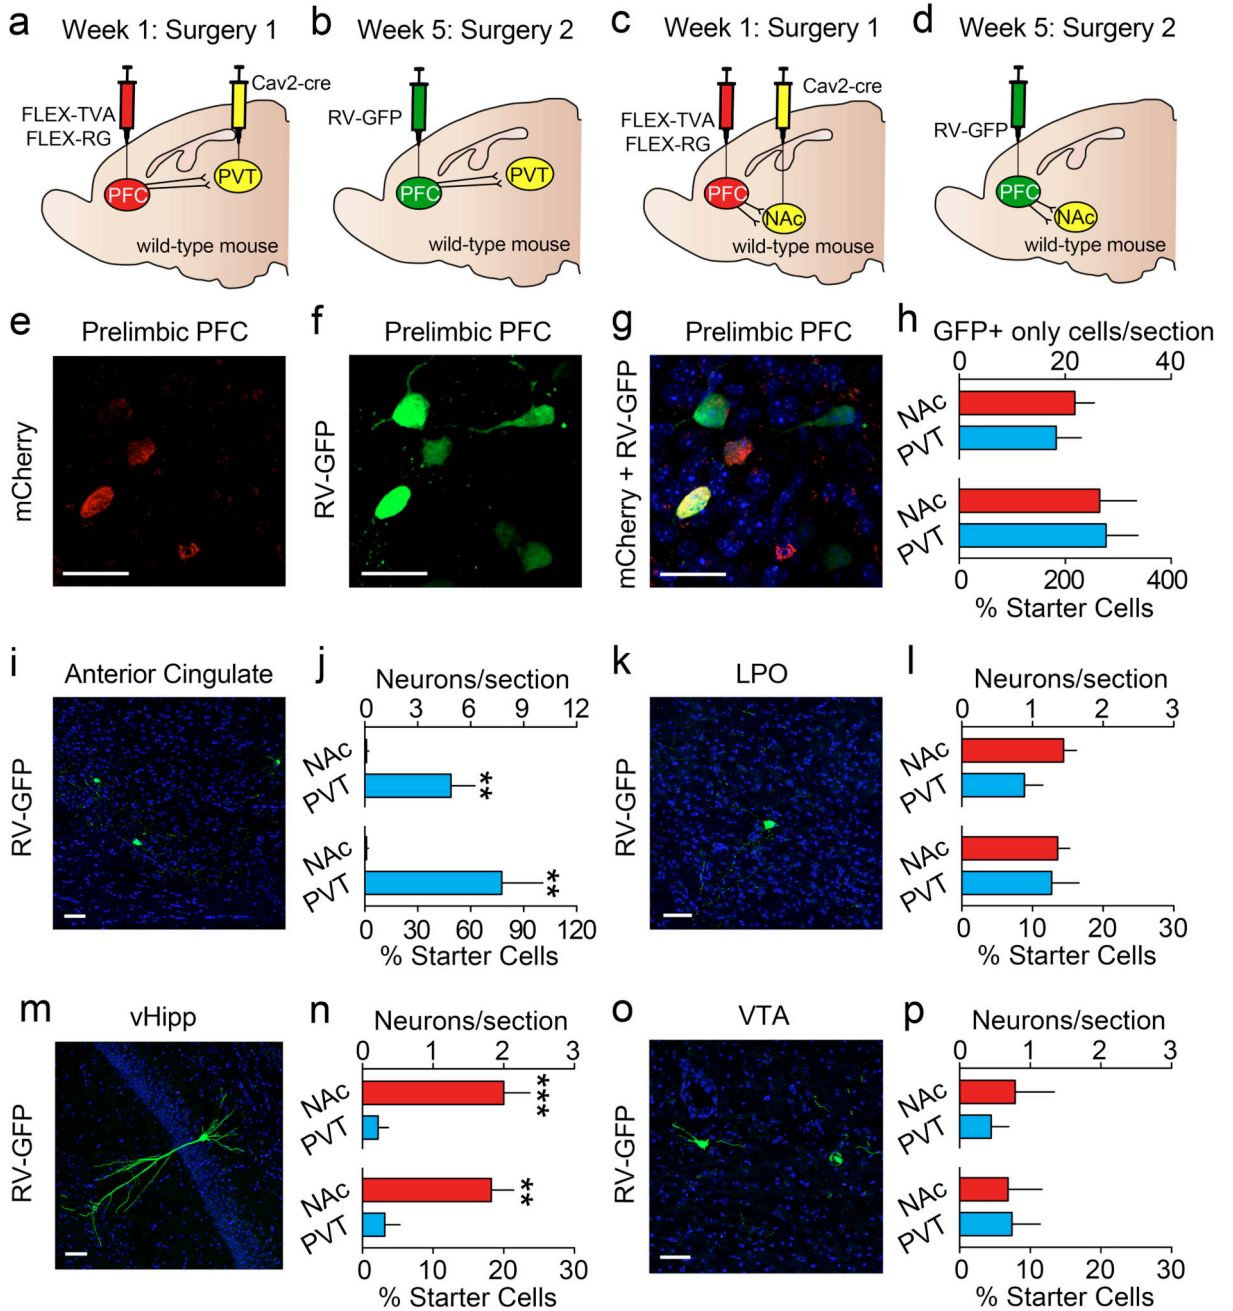 a Week 1: Surgery 1
b Week 5: Surgery 2
c Week 1: Surgery 1
d Week 5: Surgery 2
FLEX-TVA
FLEX-RG
Cav2-cre
PFC
PVT
wild-type mouse
RV-GFP
PFC
PVT
wild-type mouse
FLEX-TVA
FLEX-RG
Cav2-cre
PFC
NAc
wild-type mouse
RV-GFP
PFC
NAc
wild-type mouse
e Prelimbic PFC
mCherry
f Prelimbic PFC
RV-GFP
g Prelimbic PFC
mCherry + RV-GFP
h GFP+ only cells/section
0 20 40
NAc
PVT
NAc
PVT
0 200 400
% Starter Cells
i Anterior Cingulate
RV-GFP
j Neurons/section
0 3 6 9 12
NAc
PVT **
NAc
PVT **
0 30 60 90 120
% Starter Cells
k LPO
RV-GFP
l Neurons/section
0 1 2 3
NAc
PVT
NAc
PVT
0 10 20 30
% Starter Cells
m vHipp
RV-GFP
n Neurons/section
0 1 2 3
NAc ***
PVT
NAc **
PVT
0 10 20 30
% Starter Cells
o VTA
RV-GFP
p Neurons/section
0 1 2 3
NAc
PVT
NAc
PVT
0 10 20 30
% Starter Cells